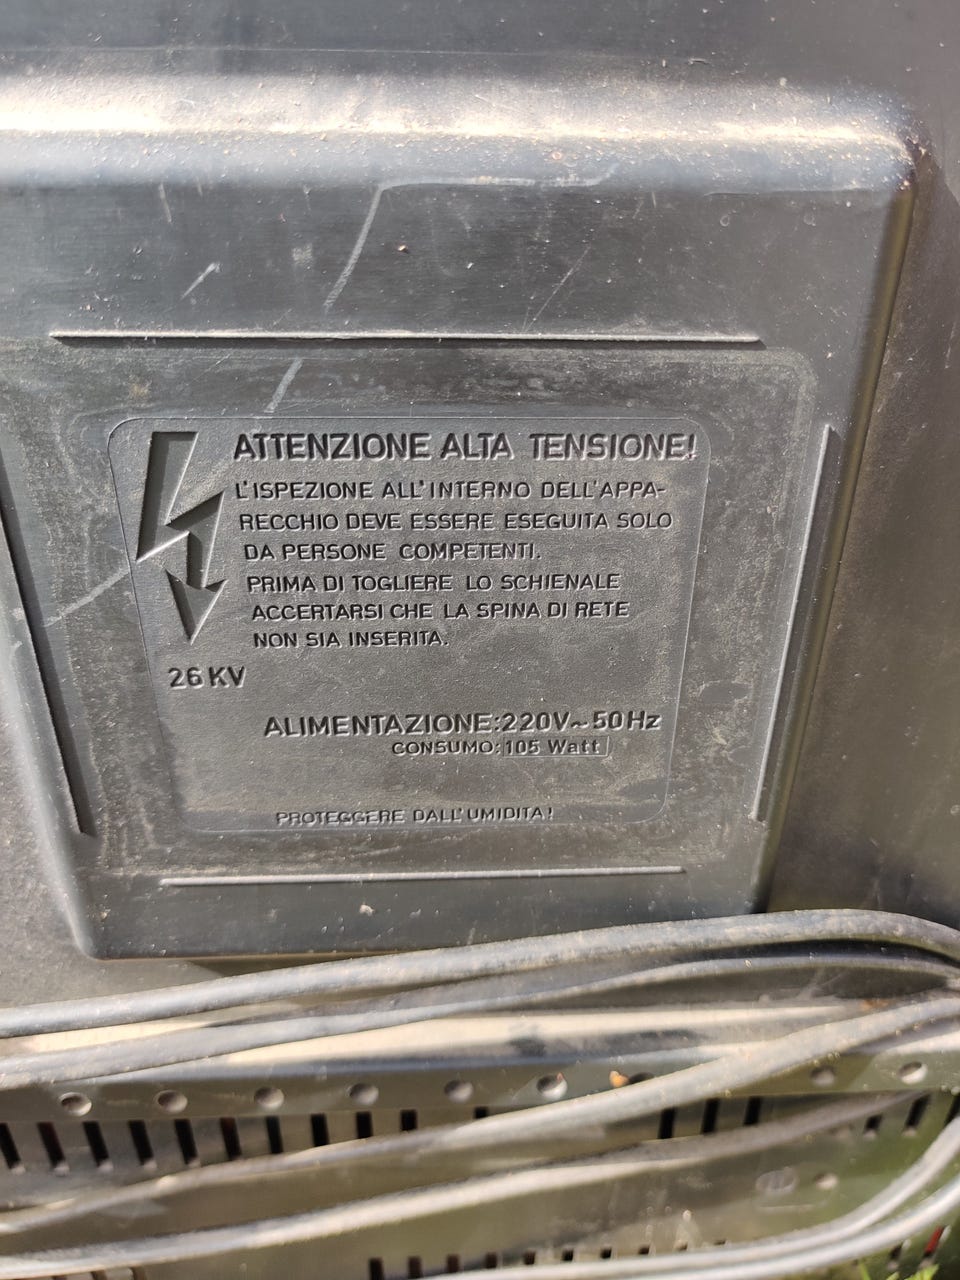 ATTENZIONE ALTA TENSIONE!
L'ISPEZIONE ALL'INTERNO DELL'APPA-
RECCHIO DEVE ESSERE ESEGUITA SOLO
DA PERSONE COMPETENTI.
PRIMA DI TOGLIERE LO SCHIENALE
ACCERTARSI CHE LA SPINA DI RETE
NON SIA INSERITA.
26 KV
ALIMENTAZIONE:220V~50Hz
CONSUMO: 105 Watt
PROTEGGERE DALL'UMIDITA!